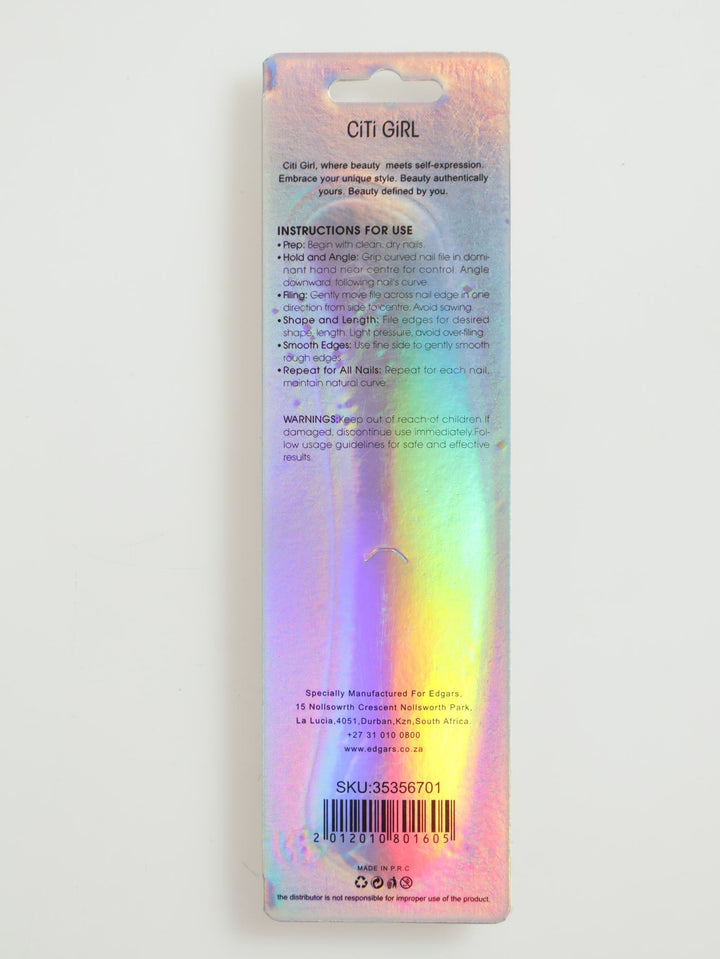 CiTi GiRL
Citi Girl, where beauty meets self-expression.
Embrace your unique style. Beauty authentically
yours. Beauty defined by you.
INSTRUCTIONS FOR USE
• Prep: Begin with clean, dry nails.
• Hold and Angle: Grip curved nail file in domi-
nant hand near centre for control. Angle
downward, following nail's curve.
• Filing: Gently move file across nail edge in one
direction from side to centre. Avoid sawing.
• Shape and Length: File edges for desired
shape, length. Light pressure, avoid over-filing.
• Smooth Edges: Use fine side to gently smooth
rough edges.
• Repeat for All Nails: Repeat for each nail,
maintain natural curve.
WARNINGS:Keep out of reach of children.If
damaged, discontinue use immediately.Fol-
low usage guidelines for safe and effective
results.
Specially Manufactured For Edgars.
15 Nollsowrth Crescent Nollsworth Park,
La Lucia,4051,Durban,Kzn,South Africa.
+27 31 010 0800
www.edgars.co.za
SKU:35356701
2 012010 801605
MADE IN P.R.C
the distributor is not responsible for improper use of the product.